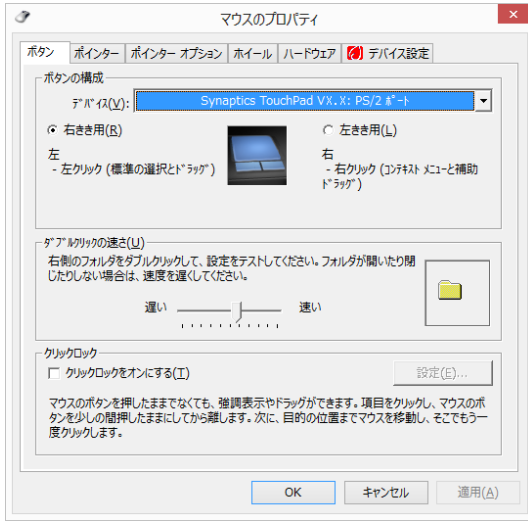 マウスのプロパティ
ボタン
ポインター
ポインター オプション
ホイール
ハードウェア
デバイス設定
ボタンの構成
ﾃﾞﾊﾞｲｽ(V):
Synaptics TouchPad VX.X: PS/2 ﾎﾟｰﾄ
右きき用(R)
左きき用(L)
左
- 左クリック (標準の選択とﾄﾞﾗｯｸﾞ)
右
- 右クリック (ｺﾝﾃｷｽﾄ ﾒﾆｭｰと補助
ﾄﾞﾗｯｸﾞ)
ﾀﾞﾌﾞﾙｸﾘｯｸの速さ(U)
右側のフォルダをダブルクリックして、設定をテストしてください。フォルダが開いたり閉
じたりしない場合は、速度を遅くしてください。
遅い
速い
クリックロック
クリックロックをオンにする(T)
設定(E)...
マウスのボタンを押したままでなくても、強調表示やドラッグができます。項目をクリックし、マウスのボ
タンを少しの間押したままにしてから離します。次に、目的の位置までマウスを移動し、そこでもう一
度クリックします。
OK
キャンセル
適用(A)